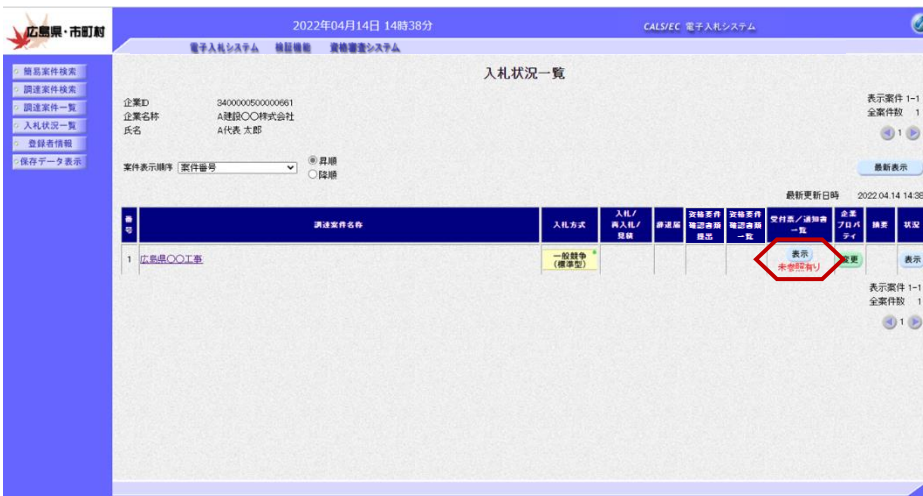 広島県・市町村
2022年04月14日 14時38分
CALS/EC 電子入札システム
電子入札システム 検証機能 資格審査システム
簡易案件検索
調達案件検索
調達案件一覧
入札状況一覧
登録者情報
保存データ表示
入札状況一覧
企業ID 3400000500000661
企業名称 A建設〇〇株式会社
氏名 A代表 太郎
表示案件 1-1
全案件数 1
1
案件表示順序 案件番号
昇順
降順
最新表示
最新更新日時 2022.04.14 14:38
番号 調達案件名称 入札方式 入札/再入札/見積 辞退届 資格要件確認書類提出 資格要件確認書類一覧 受付票/通知書一覧 企業プロパティ 摘要 状況
1 広島県〇〇工事 一般競争（標準型） 表示 変更 表示
未参照有り
表示案件 1-1
全案件数 1
1